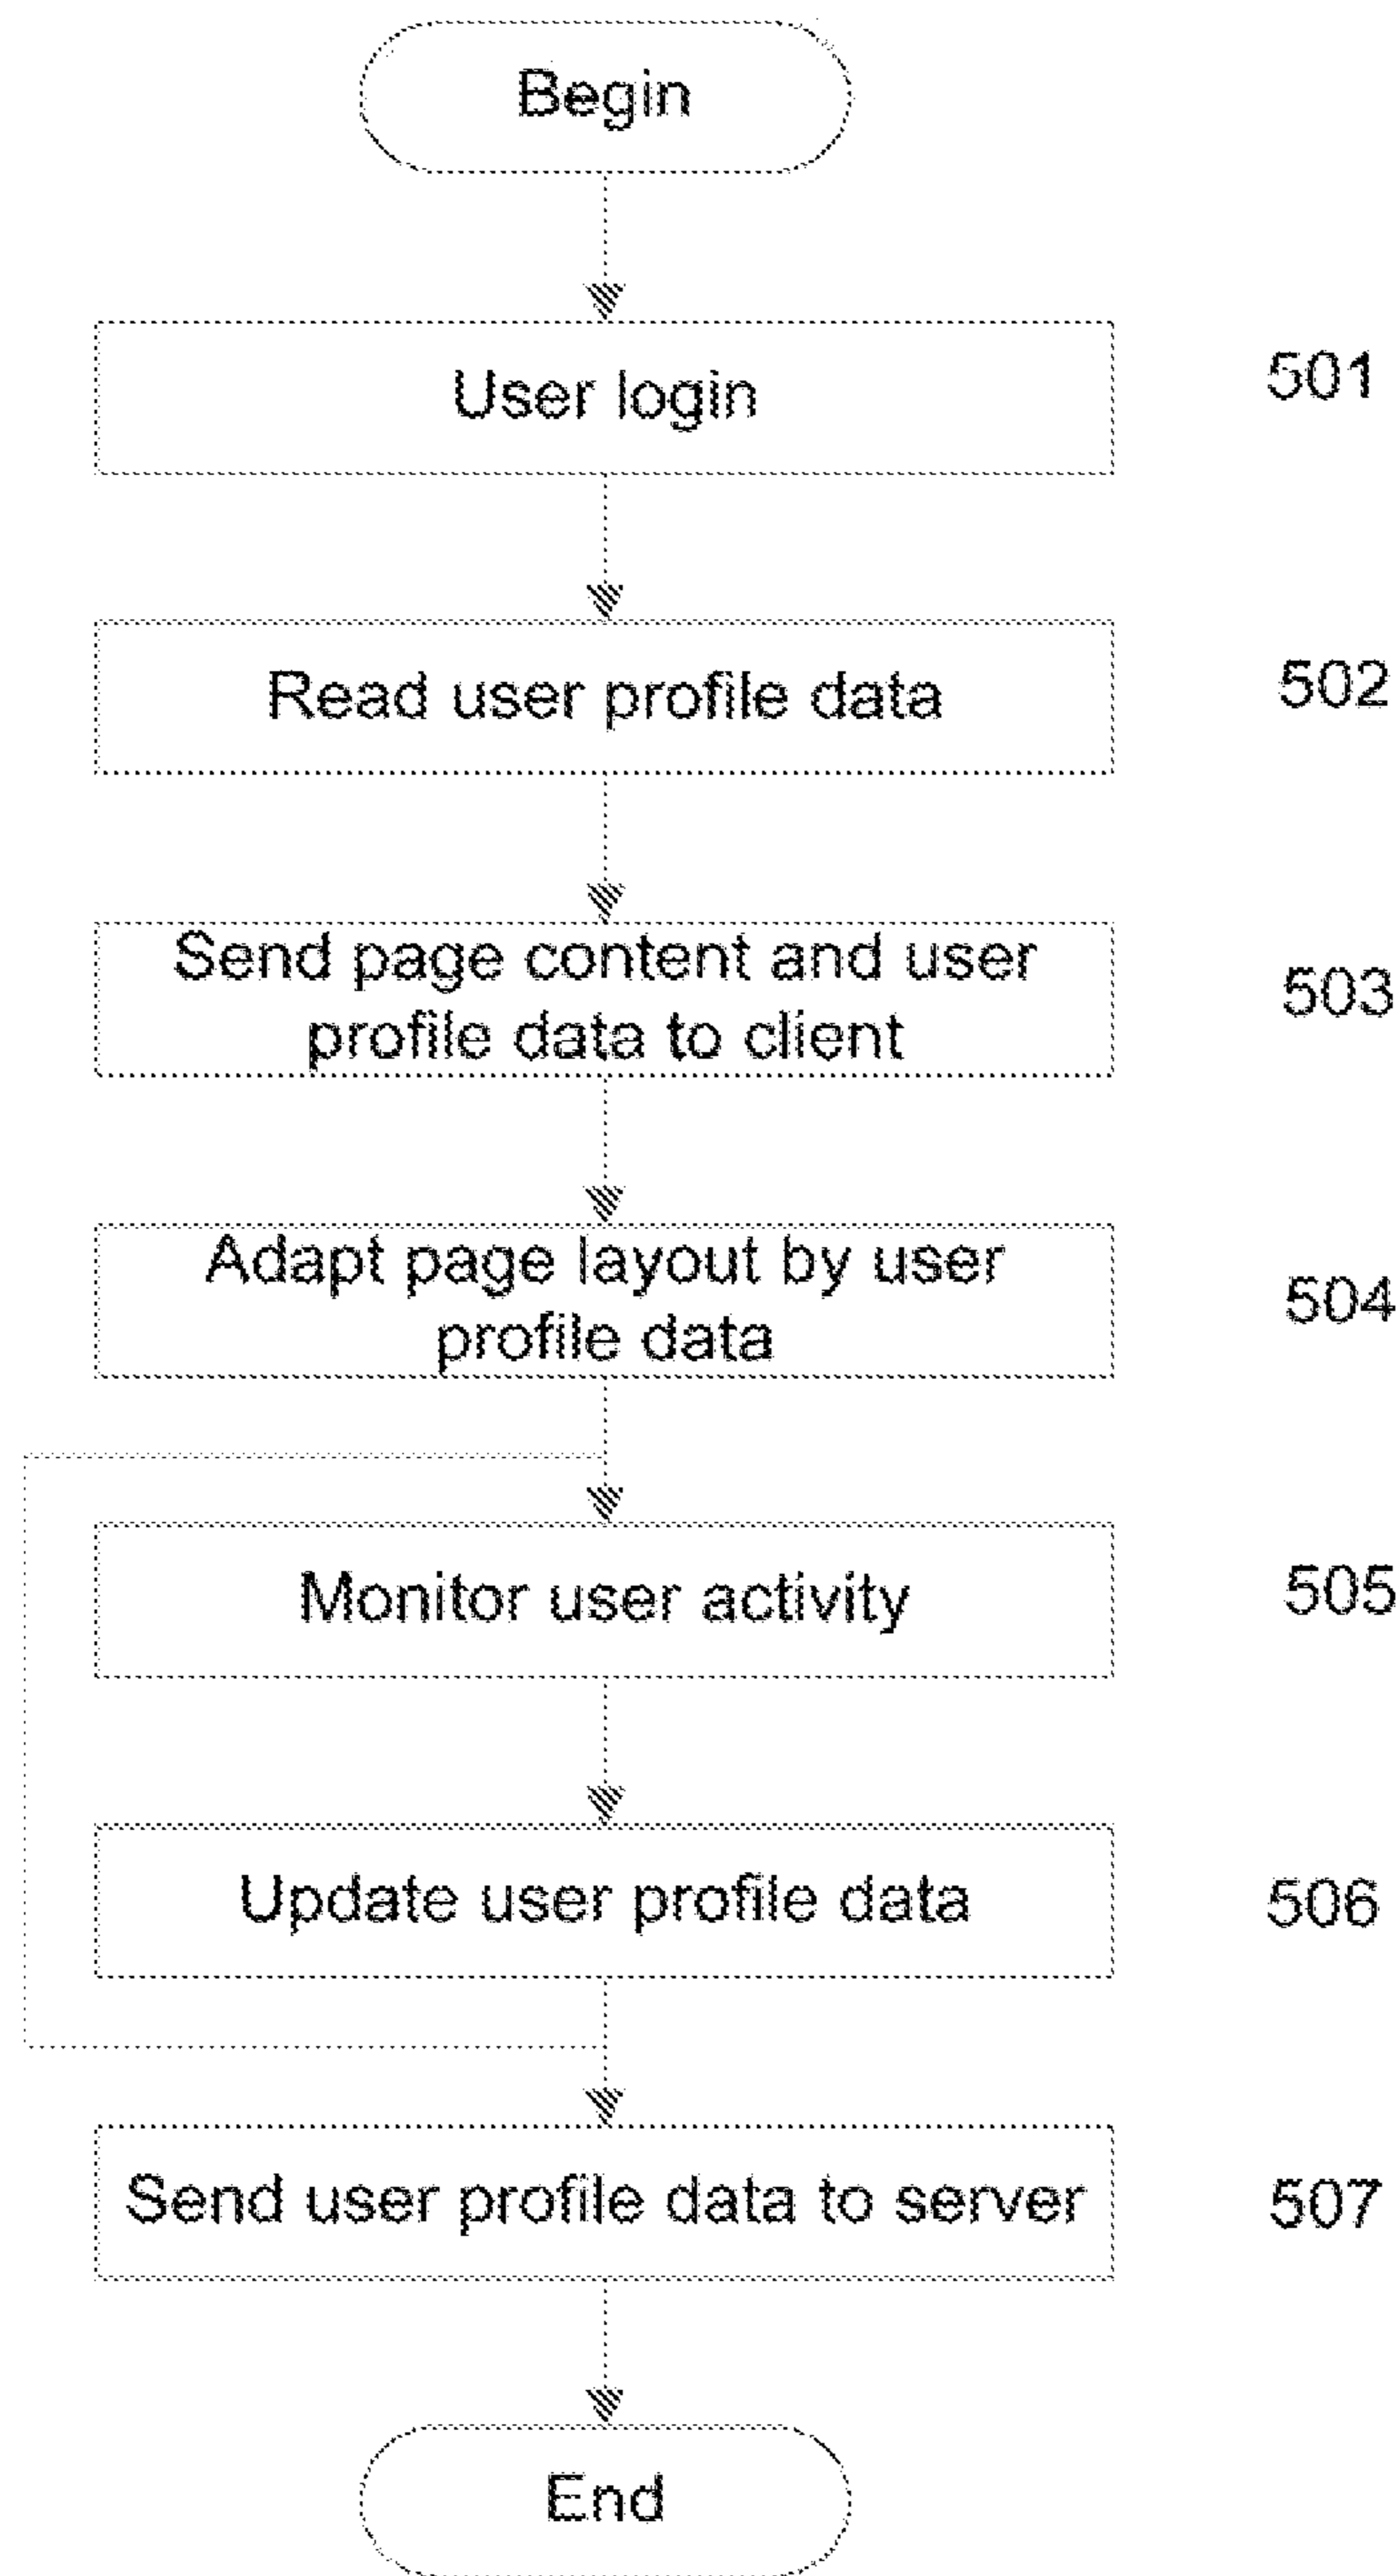 Begin
User login
501
Read user profile data
502
Send page content and user
profile data to client
503
Adapt page layout by user
profile data
504
Monitor user activity
505
Update user profile data
506
Send user profile data to server
507
End